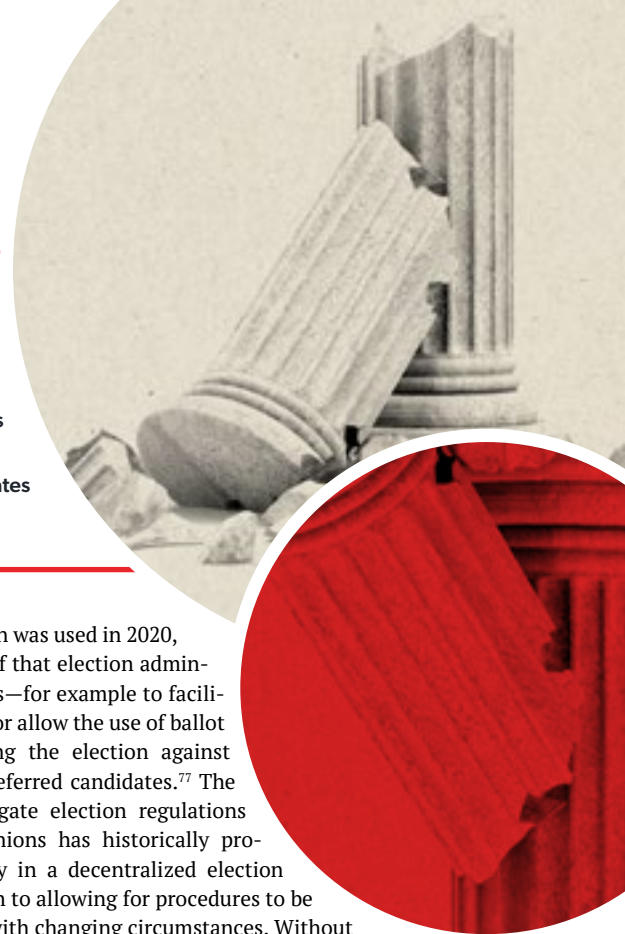 s
ates
n was used in 2020,
f that election admin-
s—for example to facili-
or allow the use of ballot
ng the election against
eferred candidates.77 The
gate election regulations
nions has historically pro-
y in a decentralized election
n to allowing for procedures to be
with changing circumstances. Without